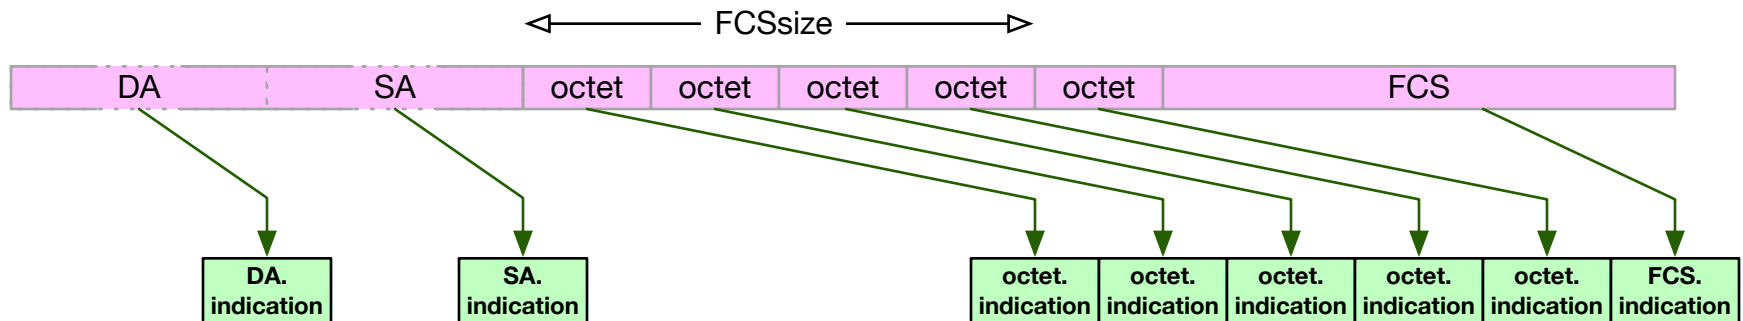 FCSsize
DA SA octet octet octet octet octet FCS
DA. SA. octet. octet. octet. octet. octet. FCS.
indication indication indication indication indication indication indication indication